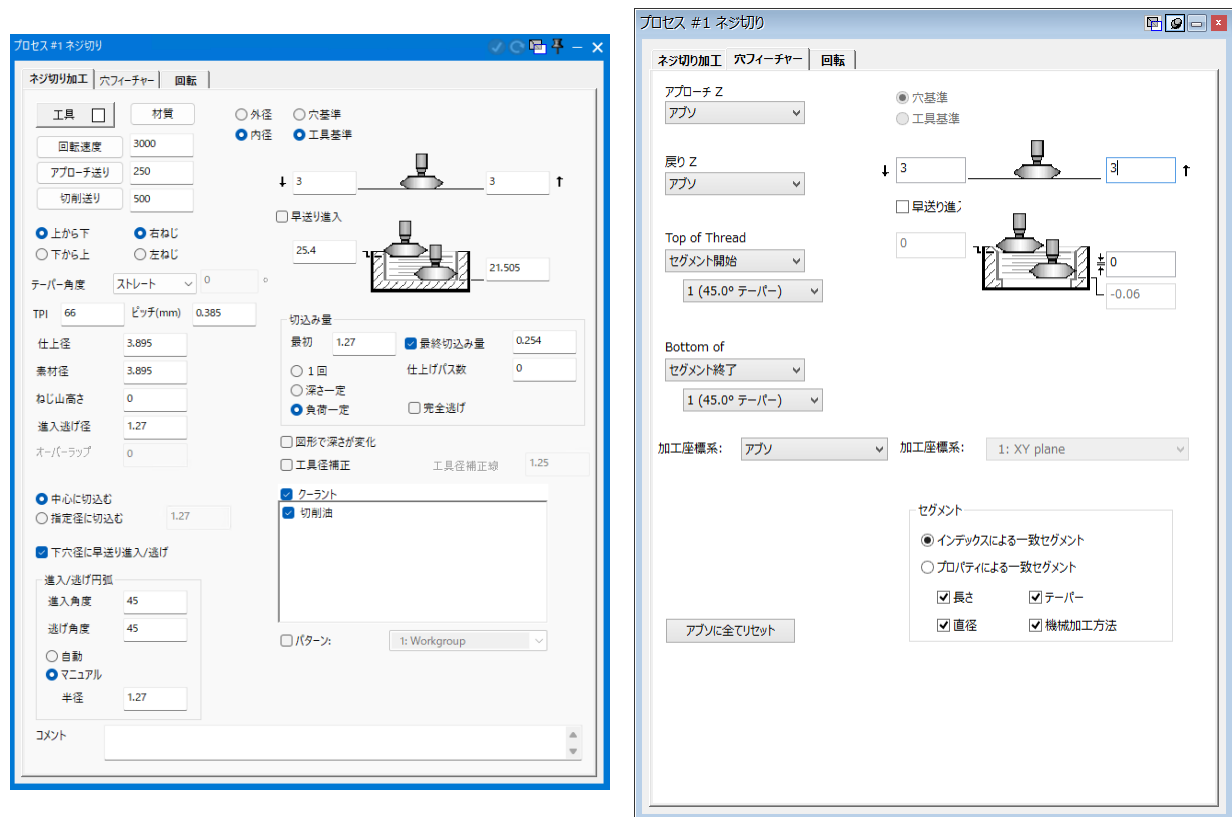 プロセス #1 ネジ切り
ネジ切り加工 穴フィーチャー 回転
工具 材質
外径 穴基準
内径 工具基準
回転速度 3000
アプローチ送り 250
切削送り 500
3 3
早送り進入
25.4
21.505
上から下 右ねじ
下から上 左ねじ
テーパー角度 ストレート 0 °
TPI 66 ピッチ(mm) 0.385
仕上径 3.895
素材径 3.895
ねじ山高さ 0
進入逃げ径 1.27
オーバーラップ 0
切込み量
最初 1.27 最終切込み量 0.254
1回 仕上げパス数 0
深さ一定
負荷一定 完全逃げ
図形で深さが変化
工具径補正 工具径補正線 1.25
中心に切込む
指定径に切込む 1.27
下穴径に早送り進入/逃げ
クーラント
切削油
進入/逃げ円弧
進入角度 45
逃げ角度 45
自動
マニュアル
半径 1.27
パターン: 1: Workgroup
コメント
プロセス #1 ネジ切り
ネジ切り加工 穴フィーチャー 回転
アプローチ Z
アブソ
穴基準
工具基準
戻り Z
アブソ
3 3
早送り進入
0
0
-0.06
Top of Thread
セグメント開始
1 (45.0° テーパー)
Bottom of
セグメント終了
1 (45.0° テーパー)
加工座標系: アブソ 加工座標系: 1: XY plane
セグメント
インデックスによる一致セグメント
プロパティによる一致セグメント
長さ テーパー
直径 機械加工方法
アブソに全てリセット